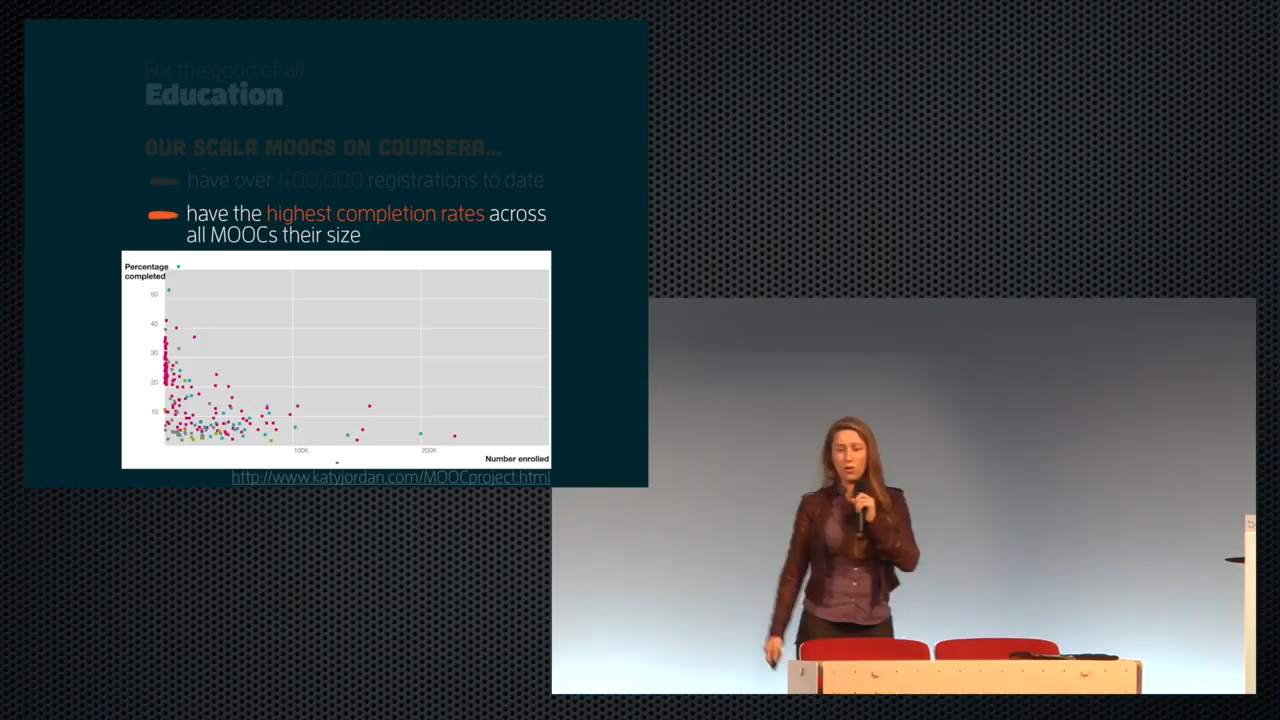 For the good of all
Education
OUR SCALA MOOCS ON COURSERA...
have over 400,000 registrations to date
have the highest completion rates across
all MOOCs their size
Percentage
completed
50
40
30
20
10
100K
200K
Number enrolled
http://www.katyjordan.com/MOOCproject.html